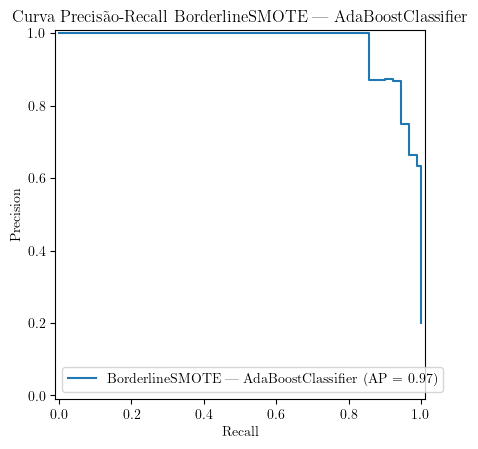 Curva Precisão-Recall BorderlineSMOTE — AdaBoostClassifier
1.0
0.8
0.6
0.4
0.2
0.0
Precision
BorderlineSMOTE — AdaBoostClassifier (AP = 0.97)
0.0 0.2 0.4 0.6 0.8 1.0
Recall